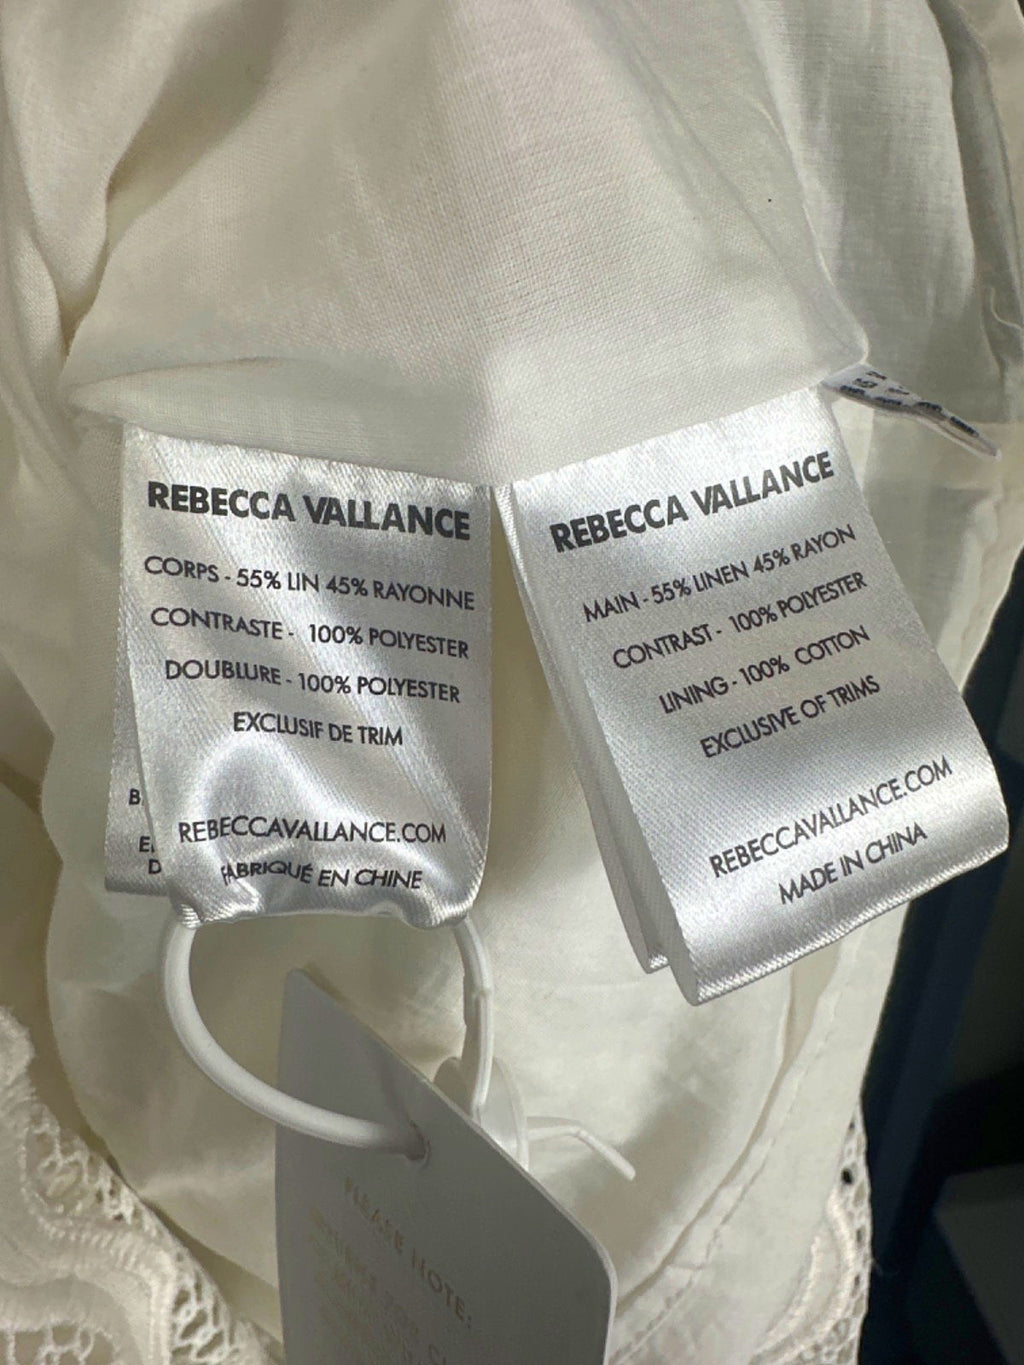 REBECCA VALLANCE
CORPS - 55% LIN 45% RAYONNE
CONTRASTE - 100% POLYESTER
DOUBLURE - 100% POLYESTER
EXCLUSIF DE TRIM
REBECCAVALLANCE.COM
FABRIQUÉ EN CHINE
REBECCA VALLANCE
MAIN - 55% LINEN 45% RAYON
CONTRAST - 100% POLYESTER
LINING - 100% COTTON
EXCLUSIVE OF TRIMS
REBECCAVALLANCE.COM
MADE IN CHINA
PLEASE NOTE: